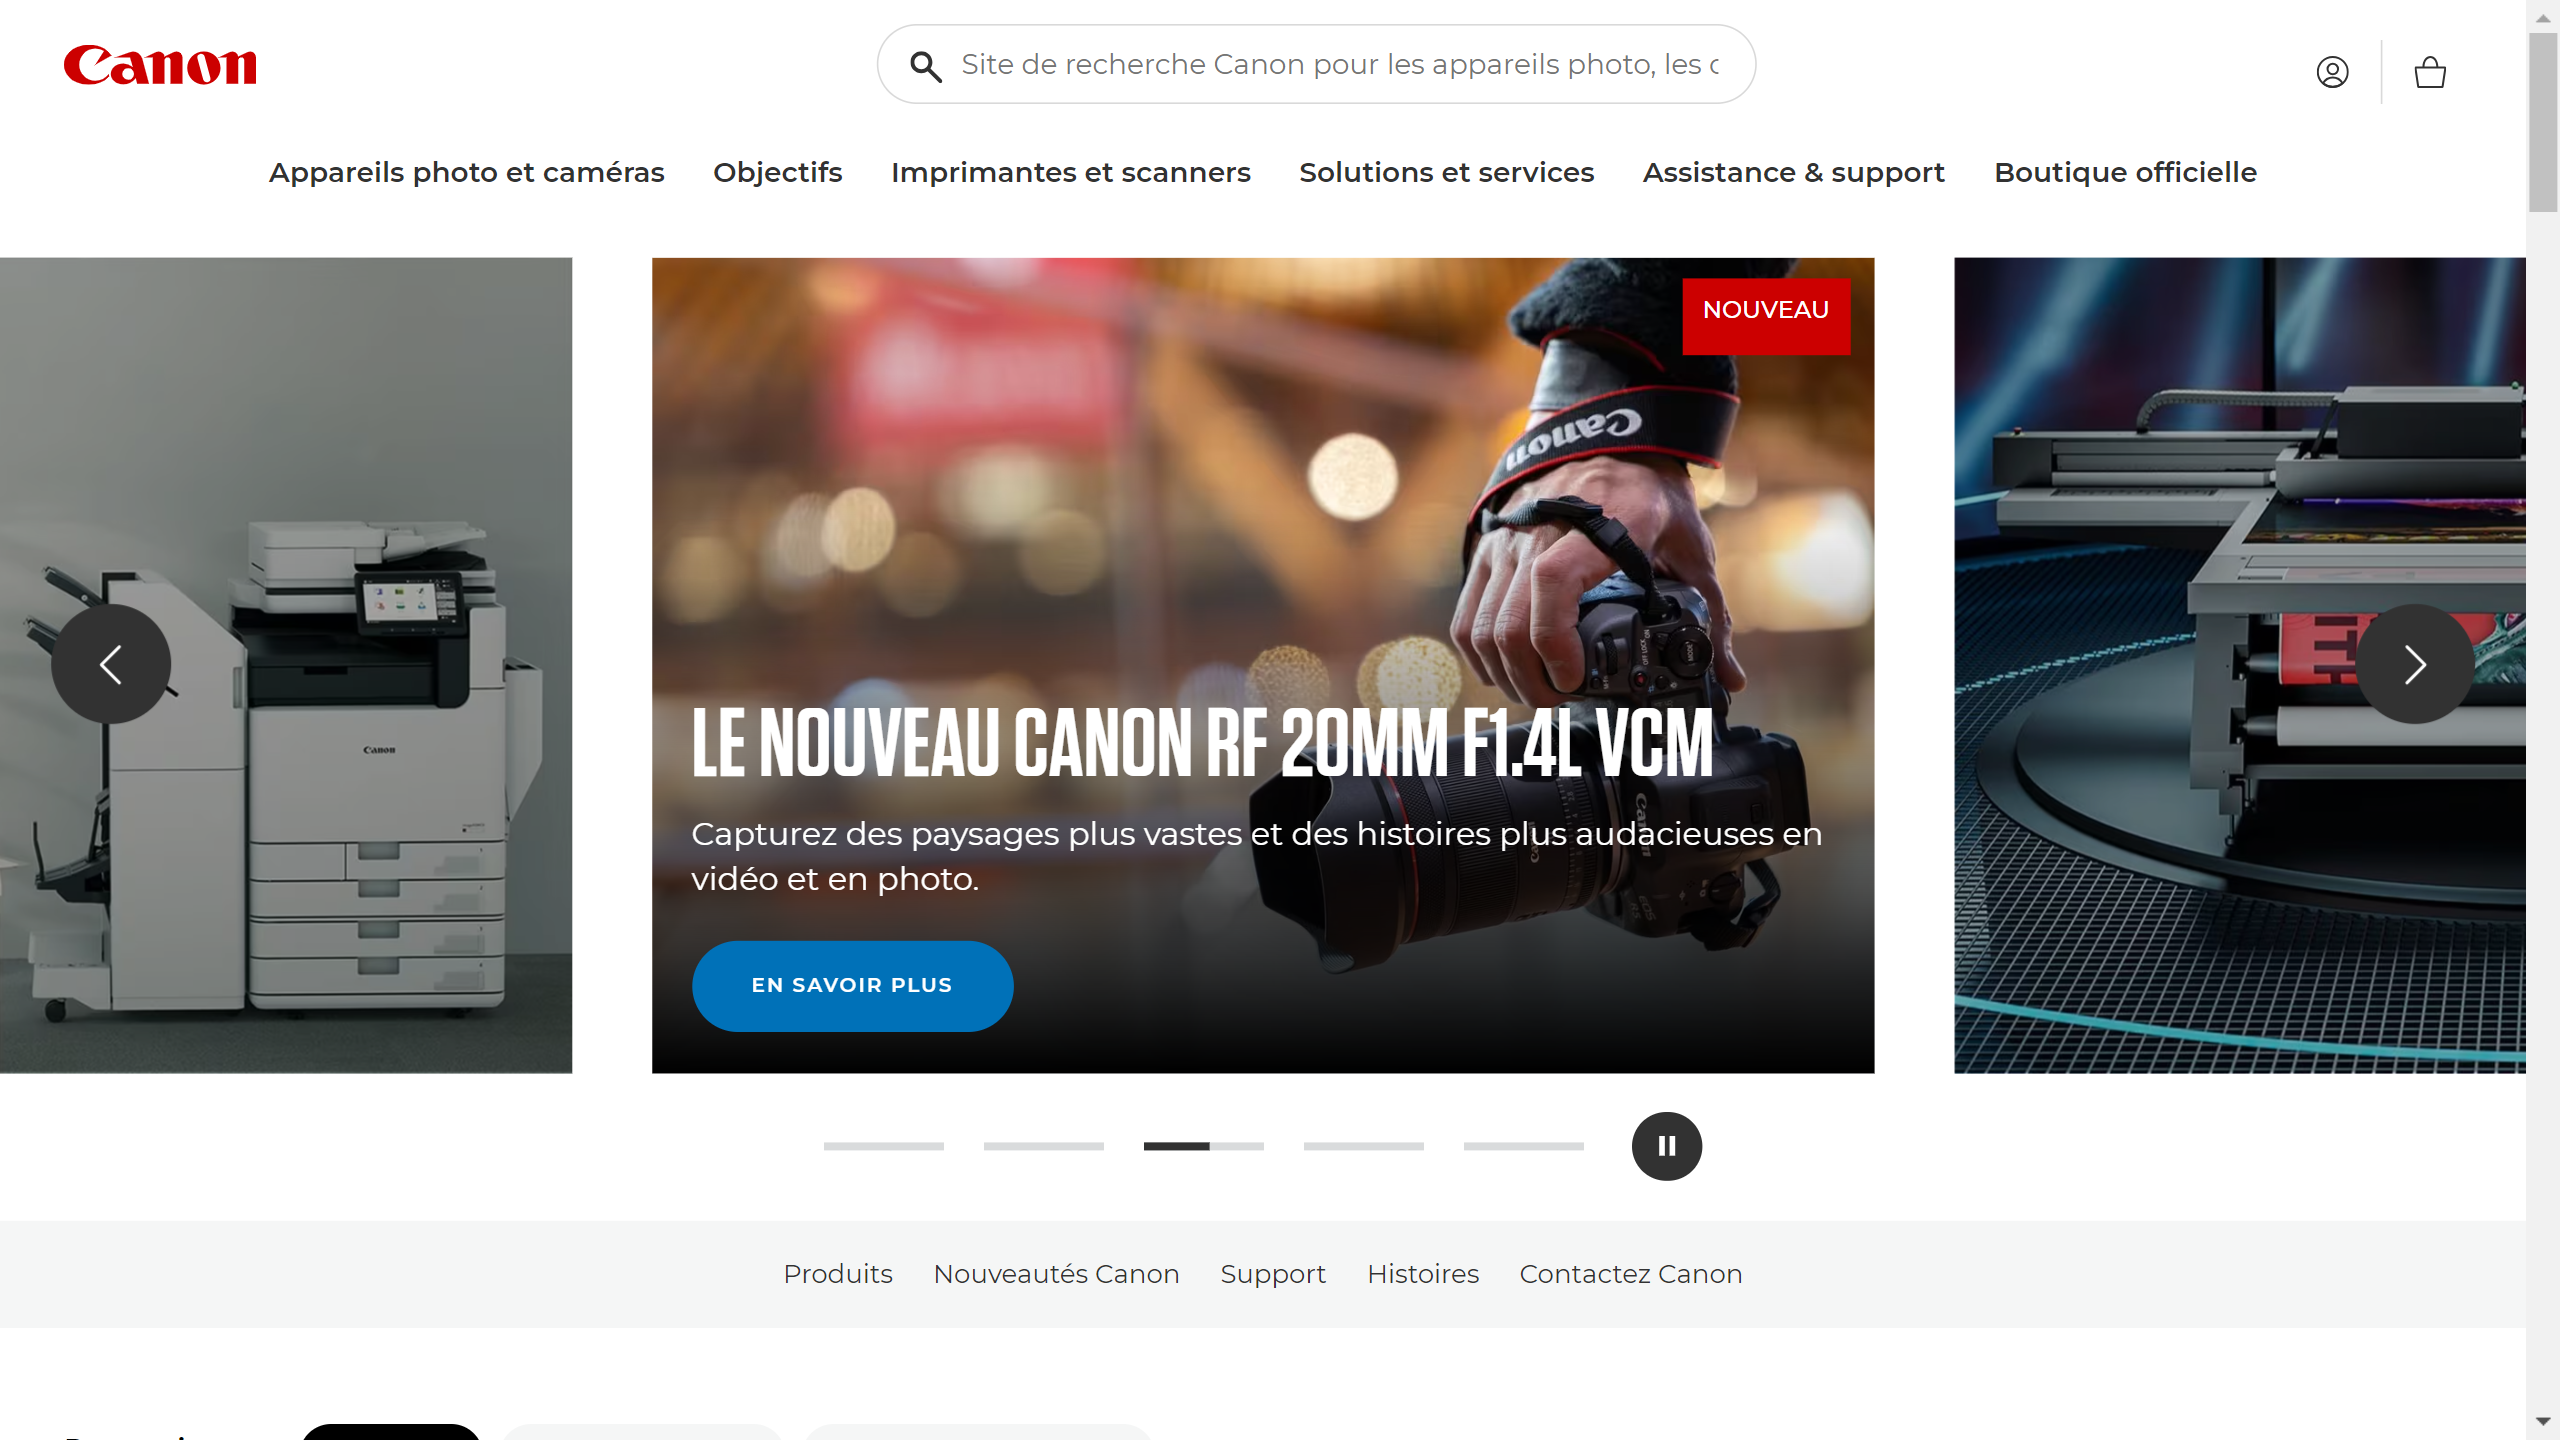 Canon
Site de recherche Canon pour les appareils photo, les c
Appareils photo et caméras Objectifs Imprimantes et scanners Solutions et services Assistance & support Boutique officielle
NOUVEAU
Canon
Canon
LE NOUVEAU CANON RF 20MM F1.4L VCM
Capturez des paysages plus vastes et des histoires plus audacieuses en
vidéo et en photo.
EN SAVOIR PLUS
Produits Nouveautés Canon Support Histoires Contactez Canon